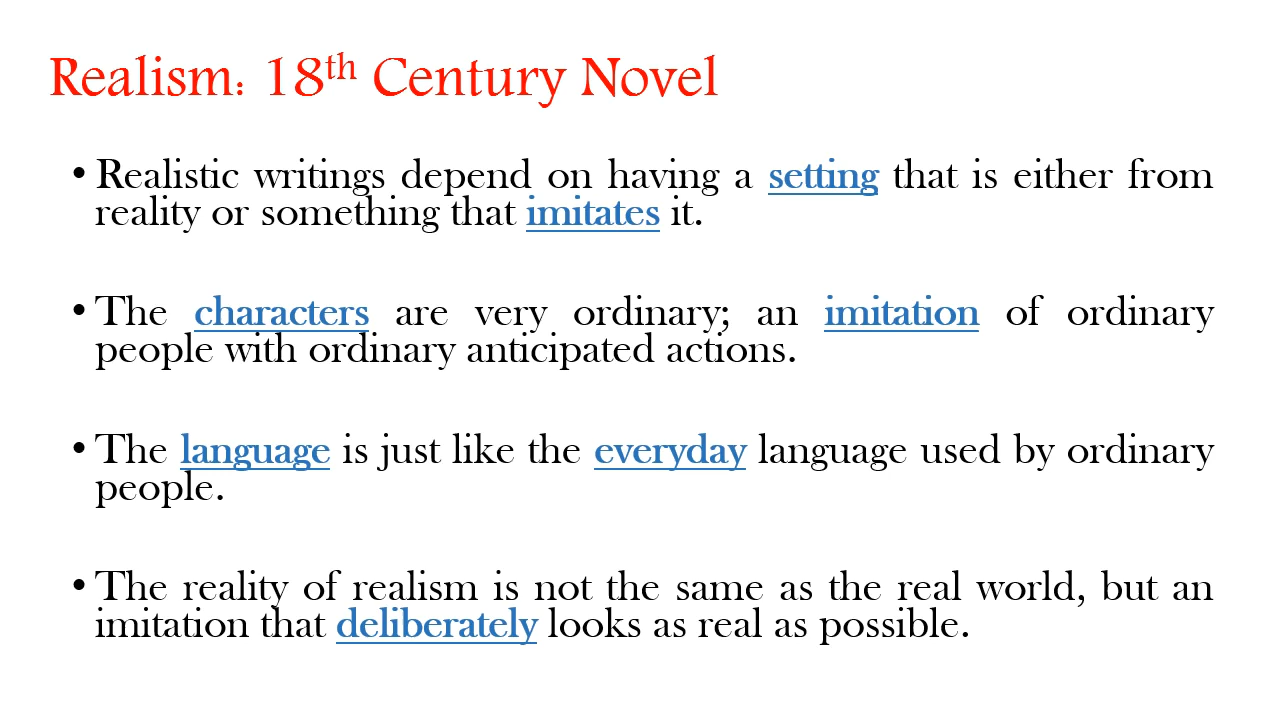 Realism: 18th Century Novel
• Realistic writings depend on having a setting that is either from
reality or something that imitates it.
• The characters are very ordinary; an imitation of ordinary
people with ordinary anticipated actions.
• The language is just like the everyday language used by ordinary
people.
• The reality of realism is not the same as the real world, but an
imitation that deliberately looks as real as possible.